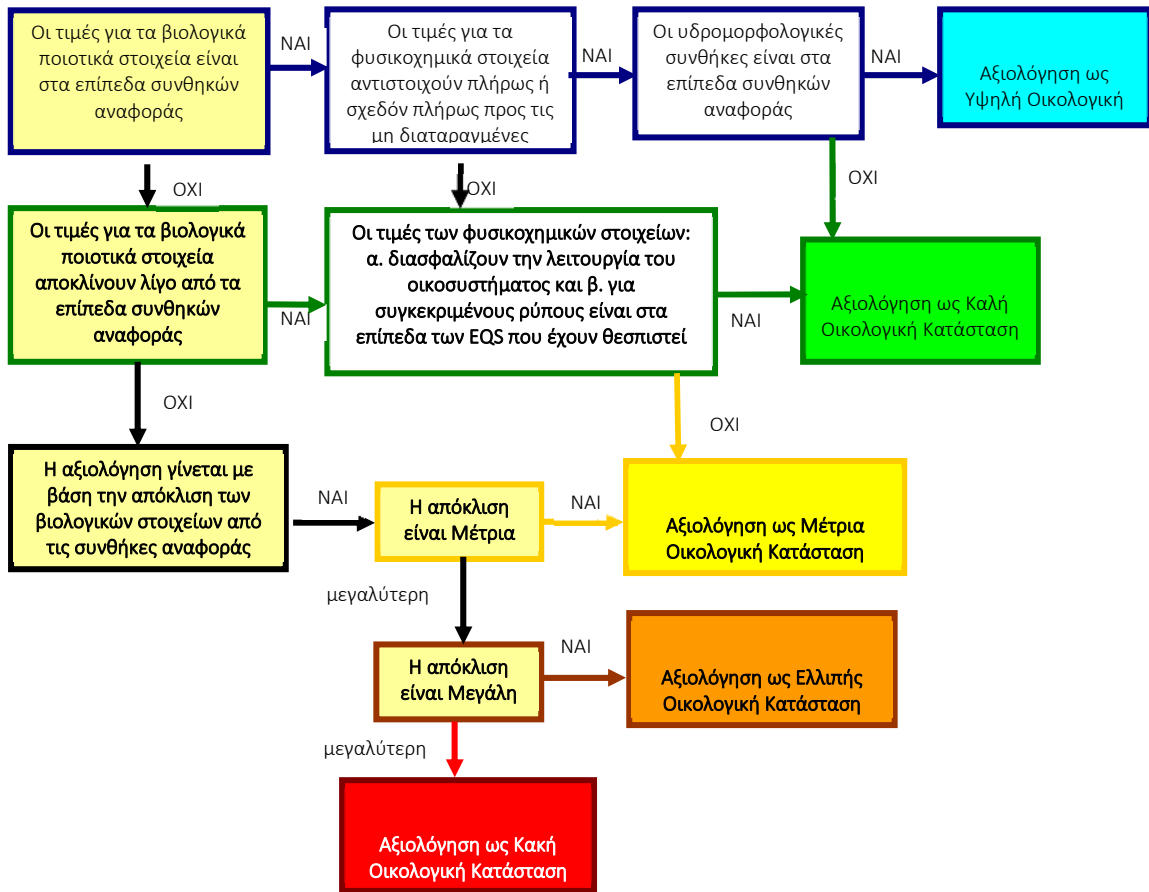 Οι τιμές για τα βιολογικά
ποιοτικά στοιχεία είναι
στα επίπεδα συνθηκών
αναφοράς
ΝΑΙ
Οι τιμές για τα
φυσικοχημικά στοιχεία
αντιστοιχούν πλήρως ή
σχεδόν πλήρως προς τις
μη διαταραγμένες
ΝΑΙ
Οι υδρομορφολογικές
συνθήκες είναι στα
επίπεδα συνθηκών
αναφοράς
ΝΑΙ
Αξιολόγηση ως
Υψηλή Οικολογική
ΟΧΙ
ΟΧΙ
ΟΧΙ
Οι τιμές για τα βιολογικά
ποιοτικά στοιχεία
αποκλίνουν λίγο από τα
επίπεδα συνθηκών
αναφοράς
ΝΑΙ
Οι τιμές των φυσικοχημικών στοιχείων:
α. διασφαλίζουν την λειτουργία του
οικοσυστήματος και β. για
συγκεκριμένους ρύπους είναι στα
επίπεδα των EQS που έχουν θεσπιστεί
ΝΑΙ
Αξιολόγηση ως Καλή
Οικολογική Κατάσταση
ΟΧΙ
ΟΧΙ
Η αξιολόγηση γίνεται με
βάση την απόκλιση των
βιολογικών στοιχείων από
τις συνθήκες αναφοράς
ΝΑΙ
Η απόκλιση
είναι Μέτρια
ΝΑΙ
Αξιολόγηση ως Μέτρια
Οικολογική Κατάσταση
μεγαλύτερη
Η απόκλιση
είναι Μεγάλη
ΝΑΙ
Αξιολόγηση ως Ελλιπής
Οικολογική Κατάσταση
μεγαλύτερη
Αξιολόγηση ως Κακή
Οικολογική Κατάσταση